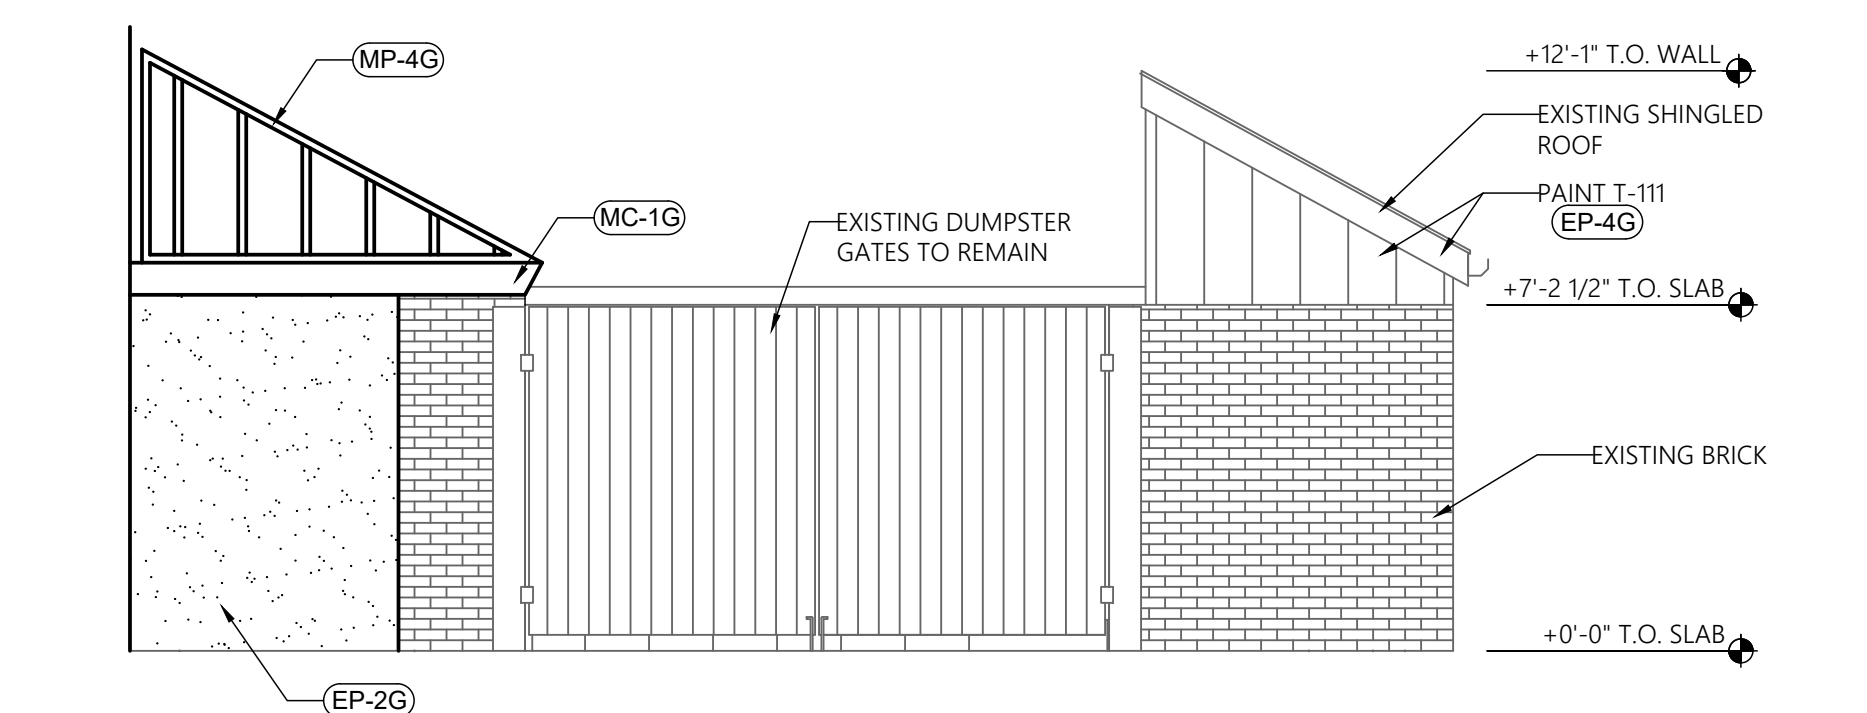 MP-4G
MC-1G
EXISTING DUMPSTER
GATES TO REMAIN
+12'-1" T.O. WALL
EXISTING SHINGLED
ROOF
PAINT T-111
EP-4G
+7'-2 1/2" T.O. SLAB
EXISTING BRICK
+0'-0" T.O. SLAB
EP-2G